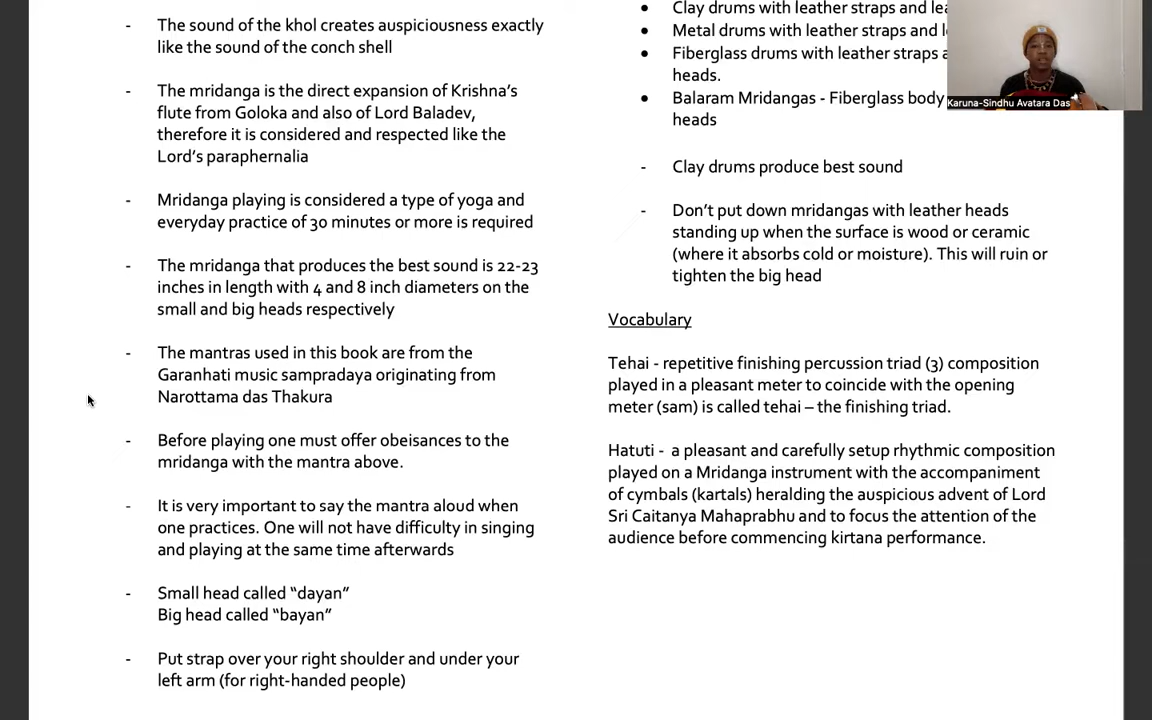 - The sound of the khol creates auspiciousness exactly
like the sound of the conch shell
- The mridanga is the direct expansion of Krishna’s
flute from Goloka and also of Lord Baladev,
therefore it is considered and respected like the
Lord’s paraphernalia
- Mridanga playing is considered a type of yoga and
everyday practice of 30 minutes or more is required
- The mridanga that produces the best sound is 22-23
inches in length with 4 and 8 inch diameters on the
small and big heads respectively
- The mantras used in this book are from the
Garanhati music sampradaya originating from
Narottama das Thakura
- Before playing one must offer obeisances to the
mridanga with the mantra above.
- It is very important to say the mantra aloud when
one practices. One will not have difficulty in singing
and playing at the same time afterwards
- Small head called “dayan”
Big head called “bayan”
- Put strap over your right shoulder and under your
left arm (for right-handed people)
• Clay drums with leather straps and
• Metal drums with leather straps and
• Fiberglass drums with leather straps
heads.
• Balaram Mridangas - Fiberglass body
heads
- Clay drums produce best sound
- Don’t put down mridangas with leather heads
standing up when the surface is wood or ceramic
(where it absorbs cold or moisture). This will ruin or
tighten the big head
Vocabulary
Tehai - repetitive finishing percussion triad (3) composition
played in a pleasant meter to coincide with the opening
meter (sam) is called tehai – the finishing triad.
Hatuti - a pleasant and carefully setup rhythmic composition
played on a Mridanga instrument with the accompaniment
of cymbals (kartals) heralding the auspicious advent of Lord
Sri Caitanya Mahaprabhu and to focus the attention of the
audience before commencing kirtana performance.
Karuna-Sindhu Avatara Das